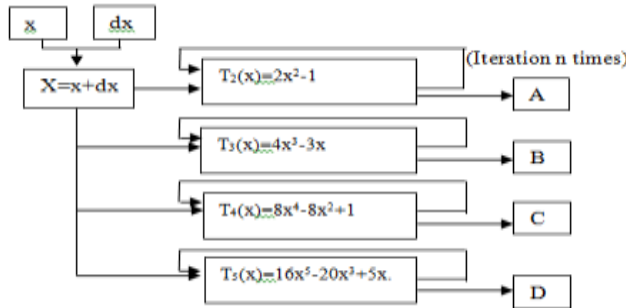 x dx
(Iteration n times)
X=x+dx
T₂(x)=2x²-1
A
T₃(x)=4x³-3x
B
T₄(x)=8x⁴-8x²+1
C
T₅(x)=16x⁵-20x³+5x.
D